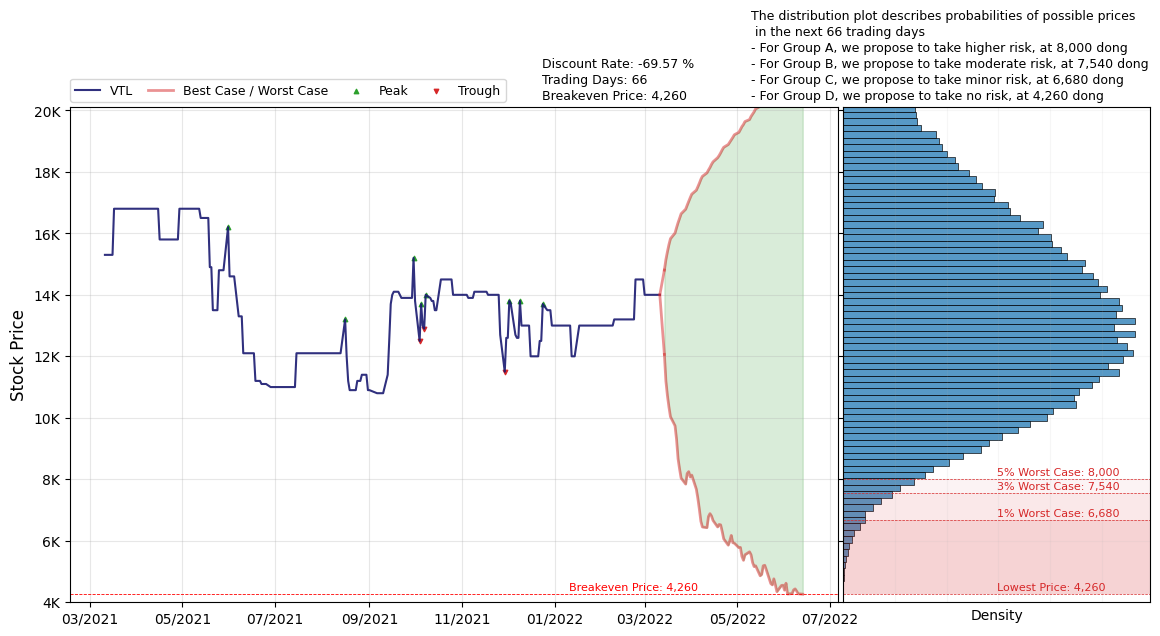 The distribution plot describes probabilities of possible prices
in the next 66 trading days
- For Group A, we propose to take higher risk, at 8,000 dong
- For Group B, we propose to take moderate risk, at 7,540 dong
- For Group C, we propose to take minor risk, at 6,680 dong
- For Group D, we propose to take no risk, at 4,260 dong
Discount Rate: -69.57 %
Trading Days: 66
Breakeven Price: 4,260
VTL Best Case / Worst Case Peak Trough
Stock Price
20K
18K
16K
14K
12K
10K
8K
6K
4K
5% Worst Case: 8,000
3% Worst Case: 7,540
1% Worst Case: 6,680
Breakeven Price: 4,260
Lowest Price: 4,260
03/2021 05/2021 07/2021 09/2021 11/2021 01/2022 03/2022 05/2022 07/2022
Density